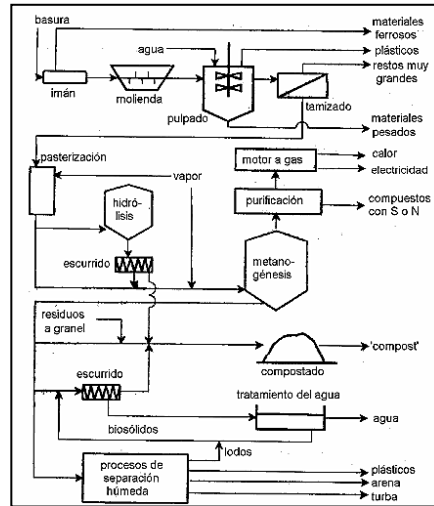 basura
materiales
ferrosos
agua
plásticos
restos muy
grandes
imán
molienda
pulpado
tamizado
materiales
pesados
pasterización
vapor
motor a gas
calor
electricidad
hidró-
lisis
purificación
compuestos
con S o N
escurrido
metano-
génesis
residuos
a granel
'compost'
compostado
escurrido
tratamiento del agua
agua
biosólidos
lodos
procesos de
separación
húmeda
plásticos
arena
turba